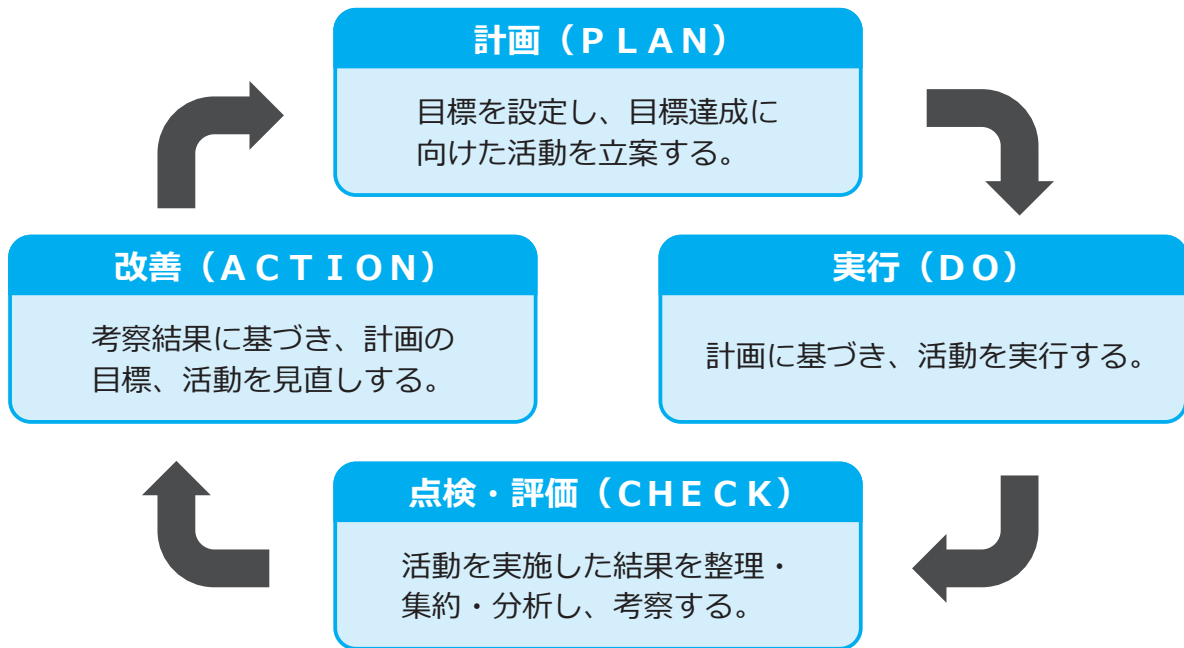 計画（ＰＬＡＮ）
目標を設定し、目標達成に
向けた活動を立案する。
実行（ＤＯ）
計画に基づき、活動を実行する。
点検・評価（ＣＨＥＣＫ）
活動を実施した結果を整理・
集約・分析し、考察する。
改善（ＡＣＴＩＯＮ）
考察結果に基づき、計画の
目標、活動を見直しする。